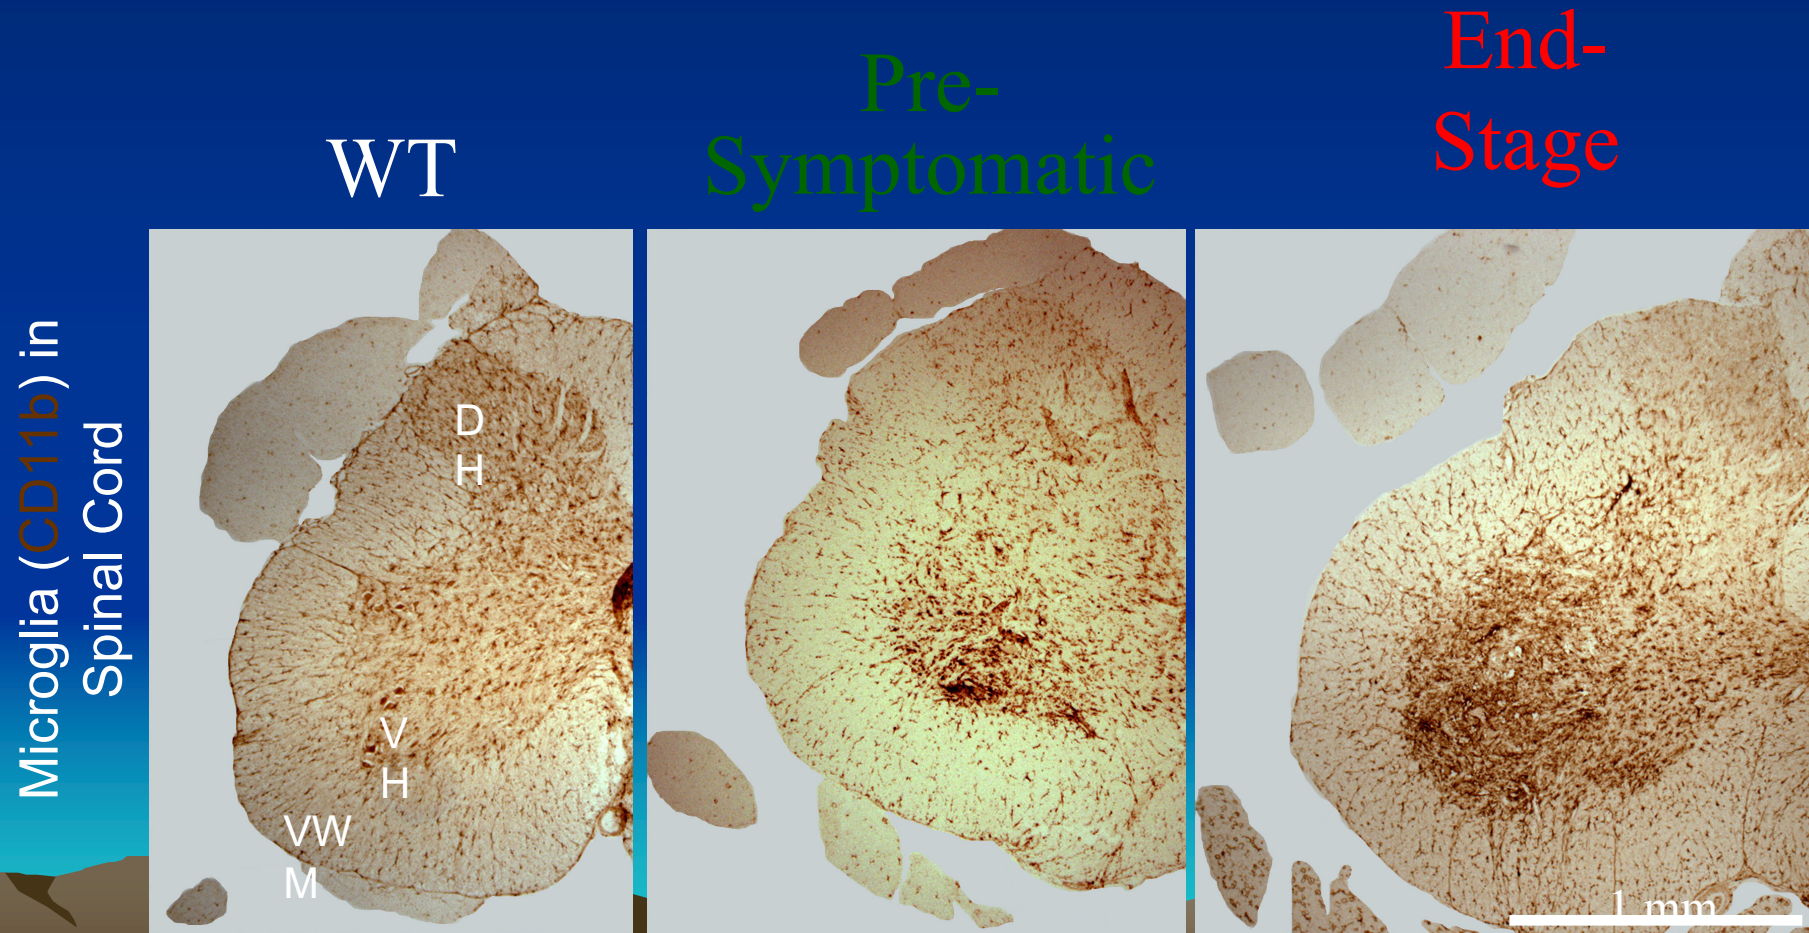 End-
Stage
Pre-
Symptomatic
WT
Microglia (CD11b) in
Spinal Cord
D
H
V
H
VW
M
1 mm